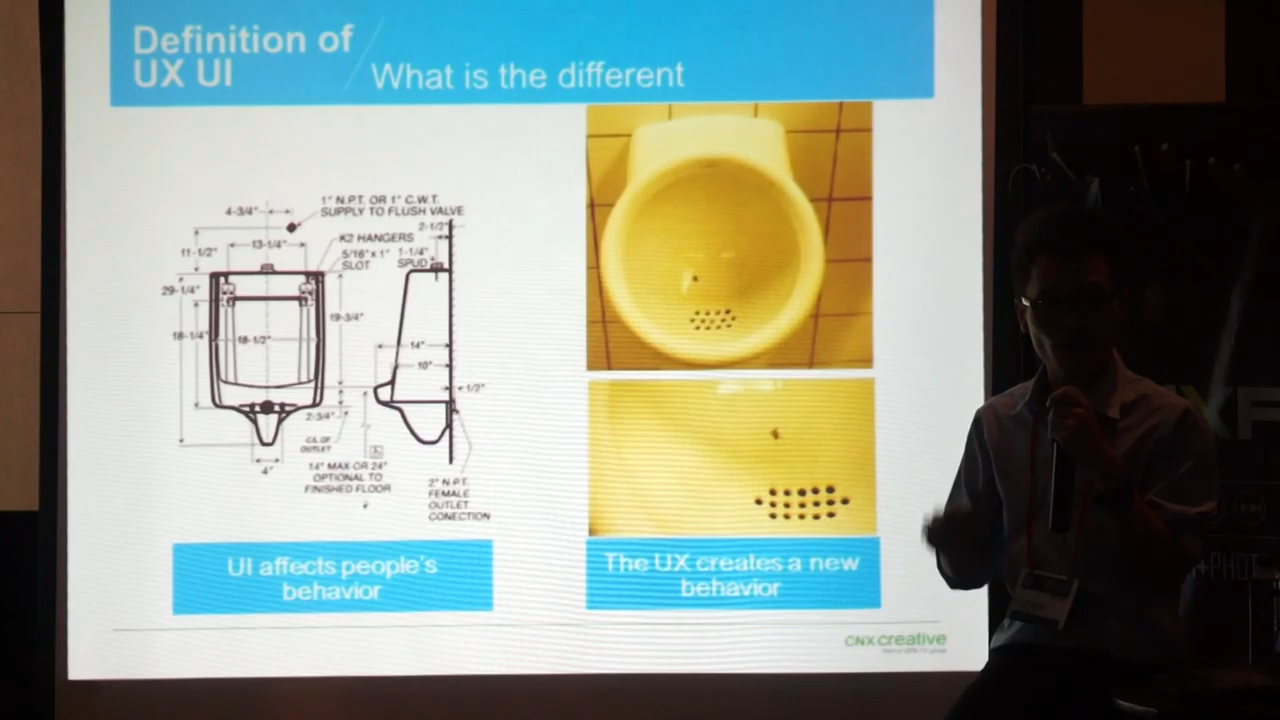 Definition of
UX UI
What is the different
4-3/4"
1" N.P.T. OR 1" C.W.T.
SUPPLY TO FLUSH VALVE
2-1/2"
13-1/4"
K2 HANGERS
11-1/2"
5/16" x 1"
SLOT
1-1/4"
SPUD
29-1/4"
19-3/4"
18-1/4"
18-1/2"
14"
10"
1/2"
2-3/4"
C/L OF
OUTLET
4"
14" MAX OR 24"
OPTIONAL TO
FINISHED FLOOR
2" N.P.T.
FEMALE
OUTLET
CONECTION
UI affects people's
behavior
The UX creates a new
behavior
CNXcreative
+PHOT